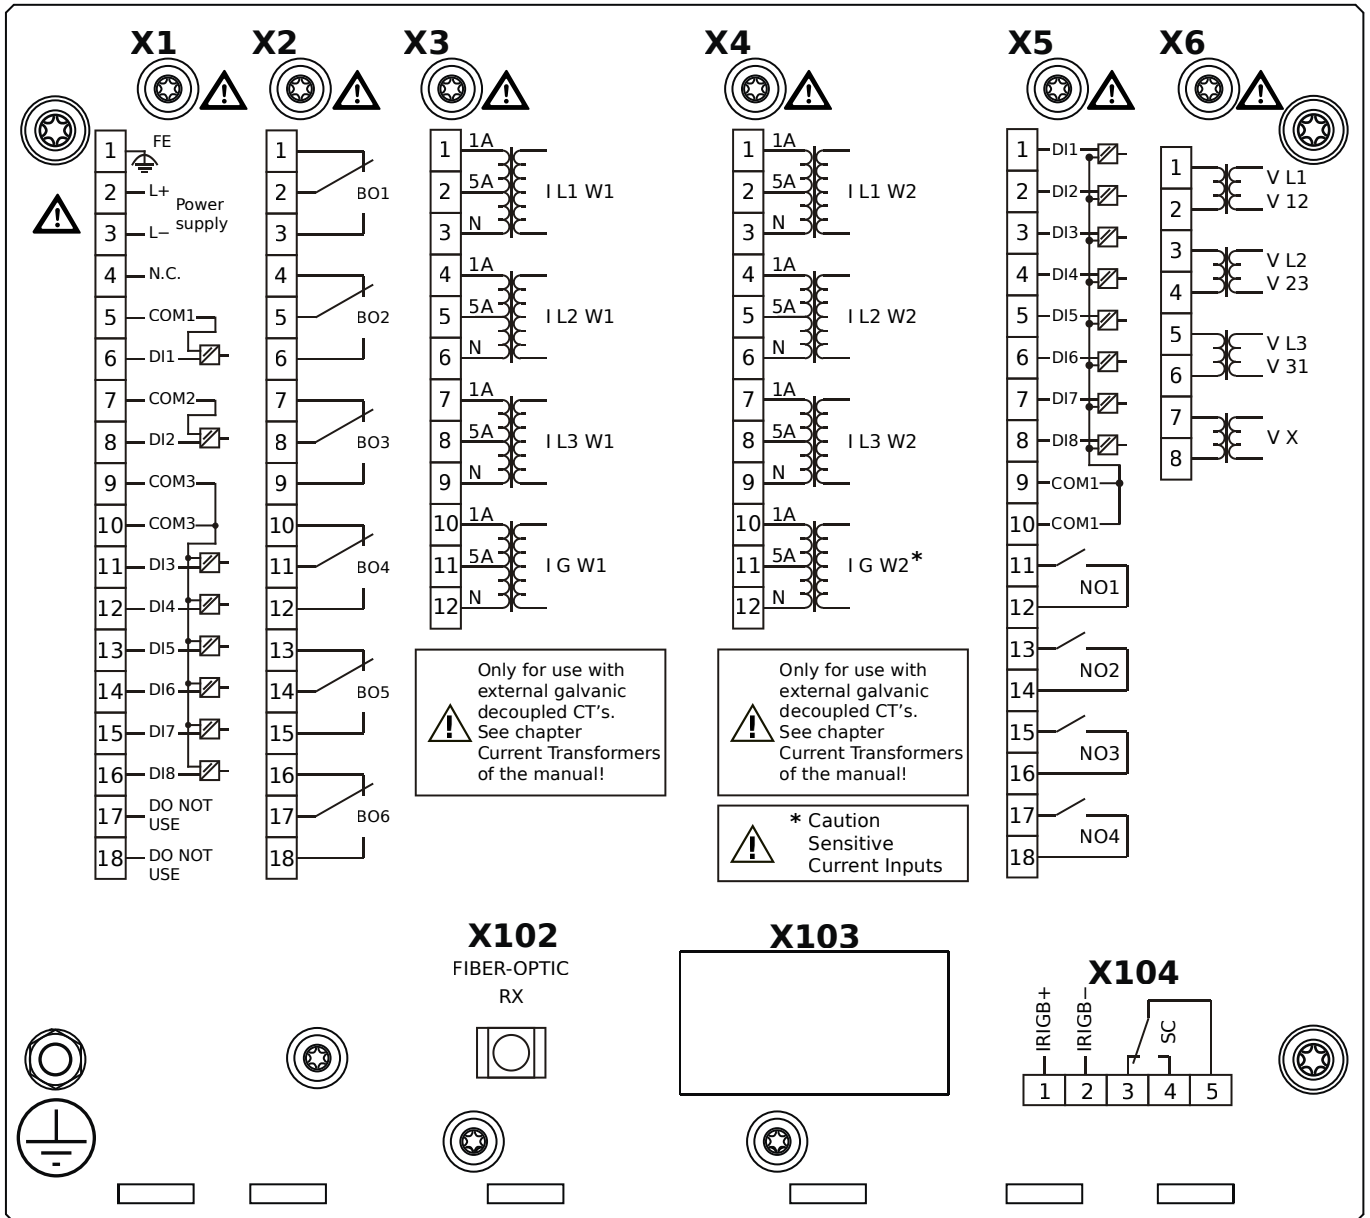 X1 X2 X3 X4 X5 X6
1 FE
2 L+
Power
supply
3 L−
4 N.C.
5 COM1
6 DI1
7 COM2
8 DI2
9 COM3
10 COM3
11 DI3
12 DI4
13 DI5
14 DI6
15 DI7
16 DI8
17 DO NOT
USE
18 DO NOT
USE
1
2 BO1
3
4
5 BO2
6
7
8 BO3
9
10
11 BO4
12
13
14 BO5
15
16
17 BO6
18
1 1A
2 5A I L1 W1
3 N
4 1A
5 5A I L2 W1
6 N
7 1A
8 5A I L3 W1
9 N
10 1A
11 5A I G W1
12 N
Only for use with
external galvanic
decoupled CT's.
See chapter
Current Transformers
of the manual!
1 1A
2 5A I L1 W2
3 N
4 1A
5 5A I L2 W2
6 N
7 1A
8 5A I L3 W2
9 N
10 1A
11 5A I G W2*
12 N
Only for use with
external galvanic
decoupled CT's.
See chapter
Current Transformers
of the manual!
* Caution
Sensitive
Current Inputs
1 DI1
2 DI2
3 DI3
4 DI4
5 DI5
6 DI6
7 DI7
8 DI8
9 COM1
10 COM1
11
NO1
12
13
NO2
14
15
NO3
16
17
NO4
18
1 V L1
2 V 12
3 V L2
4 V 23
5 V L3
6 V 31
7
V X
8
X102
FIBER-OPTIC
RX
X103
X104
IRIGB+
IRIGB−
SC
1 2 3 4 5